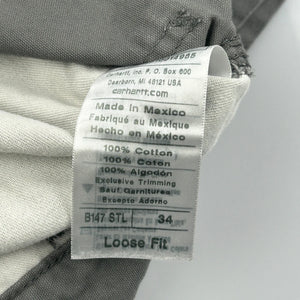 Carhartt, Inc. P.O. Box 600
Dearborn, MI 48121 USA
carhartt.com
Made in Mexico
Fabriqué au Mexique
Hecho en México
100% Cotton
100% Coton
100% Algodón
Exclusive Trimming
Sauf Garnitures
Excepto Adorno
B147 STL 34
Loose Fit